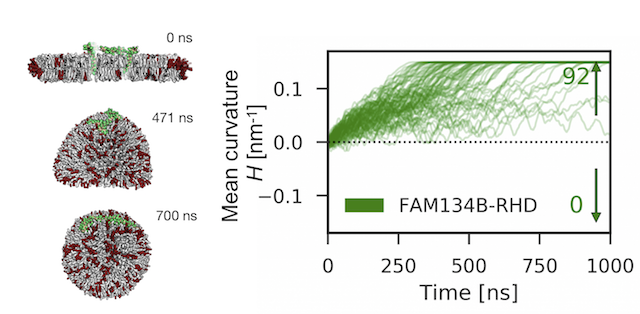 0 ns
471 ns
700 ns
Mean curvature
H [nm⁻¹]
0.1
0.0
−0.1
92
0
FAM134B-RHD
0 250 500 750 1000
Time [ns]